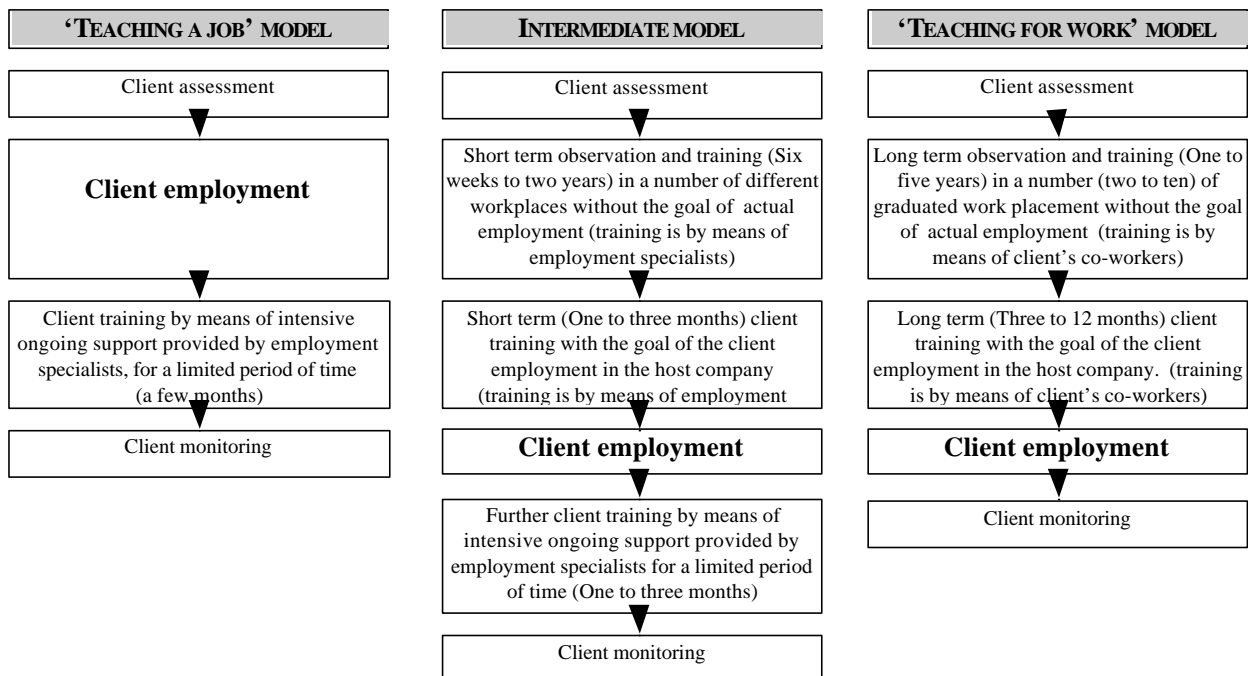 ‘TEACHING A JOB’ MODEL
Client assessment
Client employment
Client training by means of intensive
ongoing support provided by employment
specialists, for a limited period of time
(a few months)
Client monitoring
INTERMEDIATE MODEL
Client assessment
Short term observation and training (Six
weeks to two years) in a number of different
workplaces without the goal of actual
employment (training is by means of
employment specialists)
Short term (One to three months) client
training with the goal of the client
employment in the host company
(training is by means of employment
Client employment
Further client training by means of
intensive ongoing support provided by
employment specialists for a limited period
of time (One to three months)
Client monitoring
‘TEACHING FOR WORK’ MODEL
Client assessment
Long term observation and training (One to
five years) in a number (two to ten) of
graduated work placement without the goal
of actual employment (training is by
means of client’s co-workers)
Long term (Three to 12 months) client
training with the goal of the client
employment in the host company. (training
is by means of client’s co-workers)
Client employment
Client monitoring